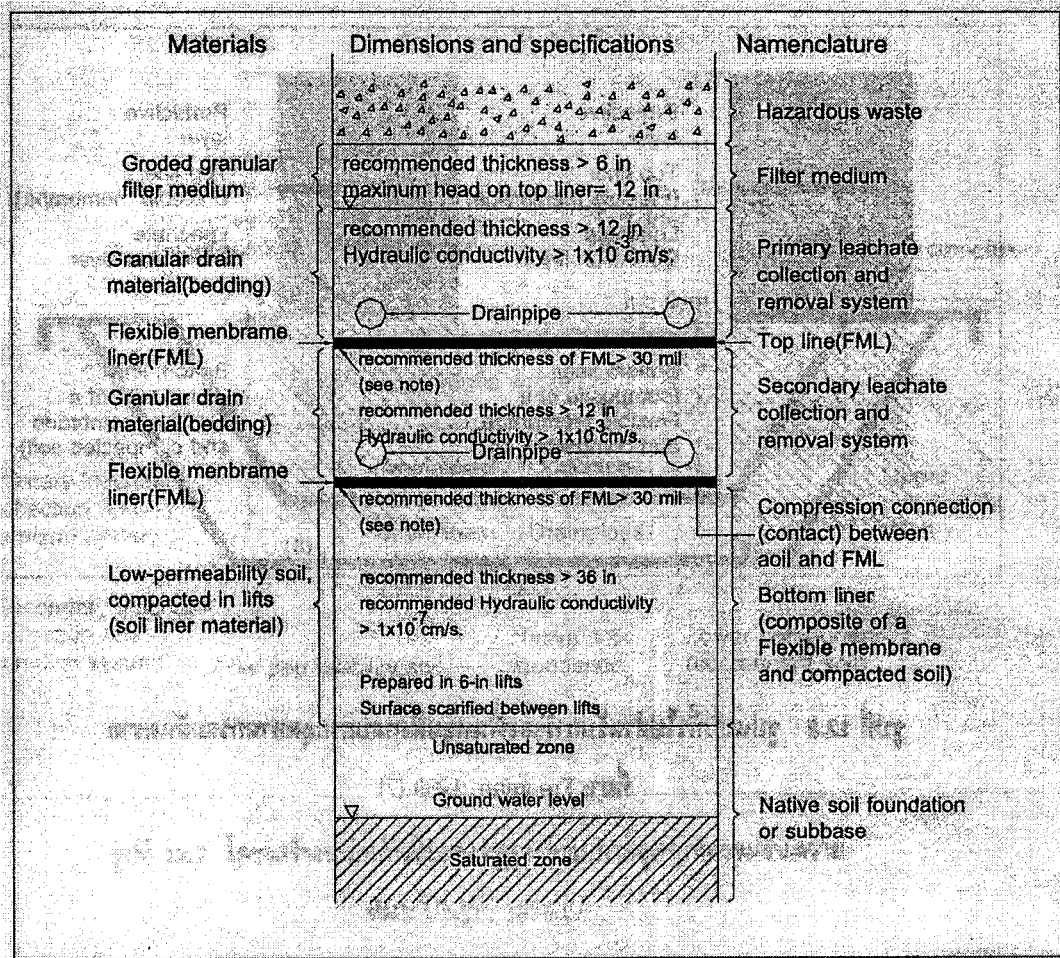 Materials
Dimensions and specifications
Namenclature
Hazardous waste
Groded granular
filter medium
recommended thickness > 6 in
maxinum head on top liner= 12 in
Filter medium
Granular drain
material(bedding)
recommended thickness > 12 in
Hydraulic conductivity > 1x10-3 cm/s.
Drainpipe
Primary leachate
collection and
removal system
Flexible menbrame
liner(FML)
Top line(FML)
Granular drain
material(bedding)
recommended thickness of FML> 30 mil
(see note)
recommended thickness > 12 in
Hydraulic conductivity > 1x10-3 cm/s.
Drainpipe
Secondary leachate
collection and
removal system
Flexible menbrame
liner(FML)
recommended thickness of FML> 30 mil
(see note)
Compression connection
(contact) between
aoil and FML
Low-permeability soil,
compacted in lifts
(soil liner material)
recommended thickness > 36 in
recommended Hydraulic conductivity
> 1x10-7 cm/s.
Prepared in 6-in lifts
Surface scarified between lifts
Bottom liner
(composite of a
Flexible membrane
and compacted soil)
Unsaturated zone
Ground water level
Saturated zone
Native soil foundation
or subbase